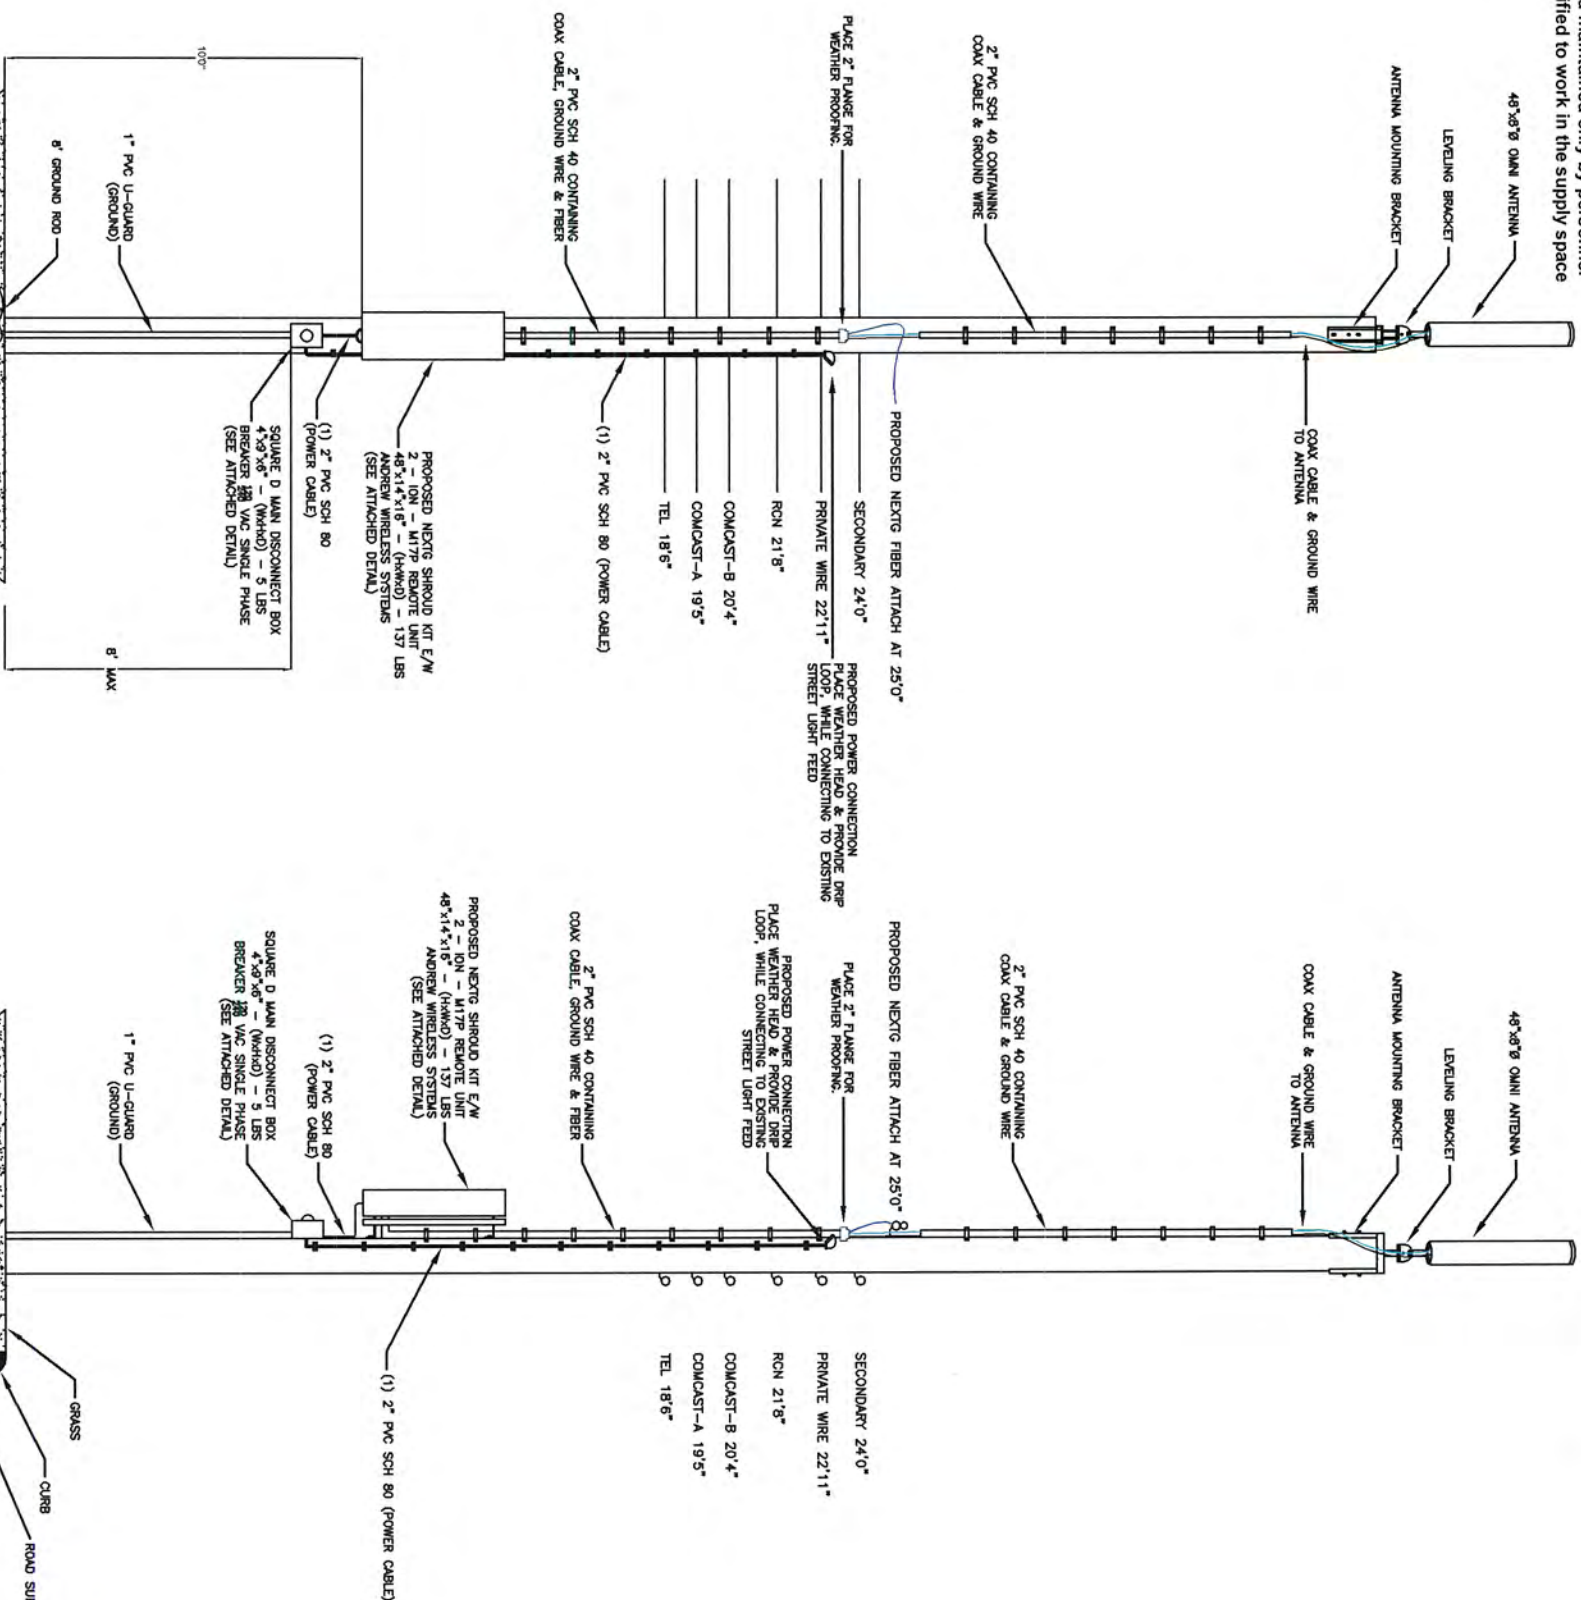 d maintained only by personnel
ified to work in the supply space
48"x8"Ø OMNI ANTENNA
LEVELING BRACKET
ANTENNA MOUNTING BRACKET
COAX CABLE & GROUND WIRE
TO ANTENNA
2" PVC SCH 40 CONTAINING
COAX CABLE & GROUND WIRE
PROPOSED NEXTG FIBER ATTACH AT 25'0"
PLACE 2" FLANGE FOR
WEATHER PROOFING.
PROPOSED POWER CONNECTION
PLACE WEATHER HEAD & PROVIDE DRIP
LOOP, WHILE CONNECTING TO EXISTING
STREET LIGHT FEED
SECONDARY 24'0"
PRIVATE WIRE 22'11"
RCN 21'8"
COMCAST-B 20'4"
COMCAST-A 19'5"
TEL 18'6"
2" PVC SCH 40 CONTAINING
COAX CABLE, GROUND WIRE & FIBER
(1) 2" PVC SCH 80 (POWER CABLE)
PROPOSED NEXTG SHROUD KIT E/W
2 - ION - M17P REMOTE UNIT
48"x14"x16" - (HxWxD) - 137 LBS
ANDREW WIRELESS SYSTEMS
(SEE ATTACHED DETAIL)
(1) 2" PVC SCH 80
(POWER CABLE)
SQUARE D MAIN DISCONNECT BOX
4"x9"x6" - (WxHxD) - 5 LBS
BREAKER VAC SINGLE PHASE
(SEE ATTACHED DETAIL)
10'0"
1" PVC U-GUARD
(GROUND)
8' GROUND ROD
8' MAX
48"x8"Ø OMNI ANTENNA
LEVELING BRACKET
ANTENNA MOUNTING BRACKET
COAX CABLE & GROUND WIRE
TO ANTENNA
2" PVC SCH 40 CONTAINING
COAX CABLE & GROUND WIRE
PROPOSED NEXTG FIBER ATTACH AT 25'0"
PLACE 2" FLANGE FOR
WEATHER PROOFING.
PROPOSED POWER CONNECTION
PLACE WEATHER HEAD & PROVIDE DRIP
LOOP, WHILE CONNECTING TO EXISTING
STREET LIGHT FEED
SECONDARY 24'0"
PRIVATE WIRE 22'11"
RCN 21'8"
COMCAST-B 20'4"
COMCAST-A 19'5"
TEL 18'6"
2" PVC SCH 40 CONTAINING
COAX CABLE, GROUND WIRE & FIBER
PROPOSED NEXTG SHROUD KIT E/W
2 - ION - M17P REMOTE UNIT
48"x14"x16" - (HxWxD) - 137 LBS
ANDREW WIRELESS SYSTEMS
(SEE ATTACHED DETAIL)
(1) 2" PVC SCH 80 (POWER CABLE)
(1) 2" PVC SCH 80
(POWER CABLE)
SQUARE D MAIN DISCONNECT BOX
4"x9"x6" - (WxHxD) - 5 LBS
BREAKER VAC SINGLE PHASE
(SEE ATTACHED DETAIL)
1" PVC U-GUARD
(GROUND)
GRASS
CURB
ROAD SU